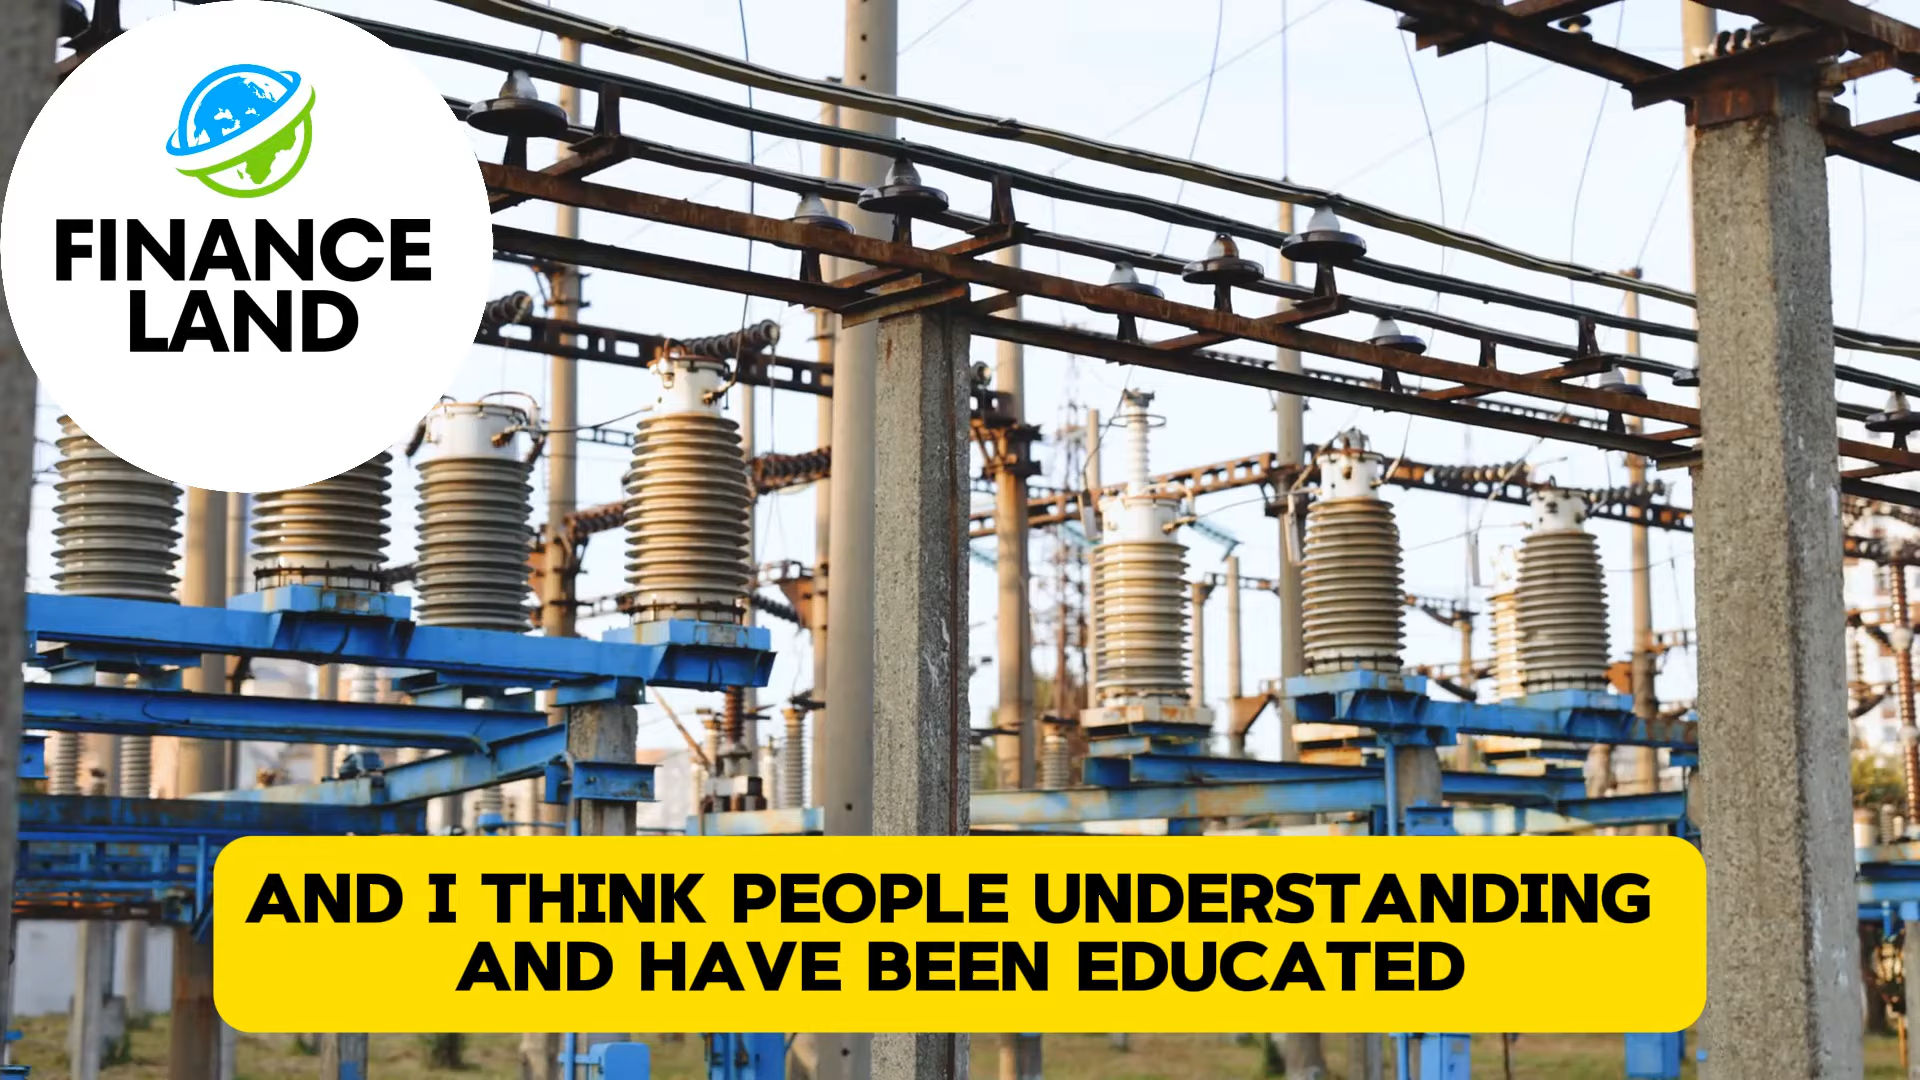 FINANCE
LAND
AND I THINK PEOPLE UNDERSTANDING
AND HAVE BEEN EDUCATED